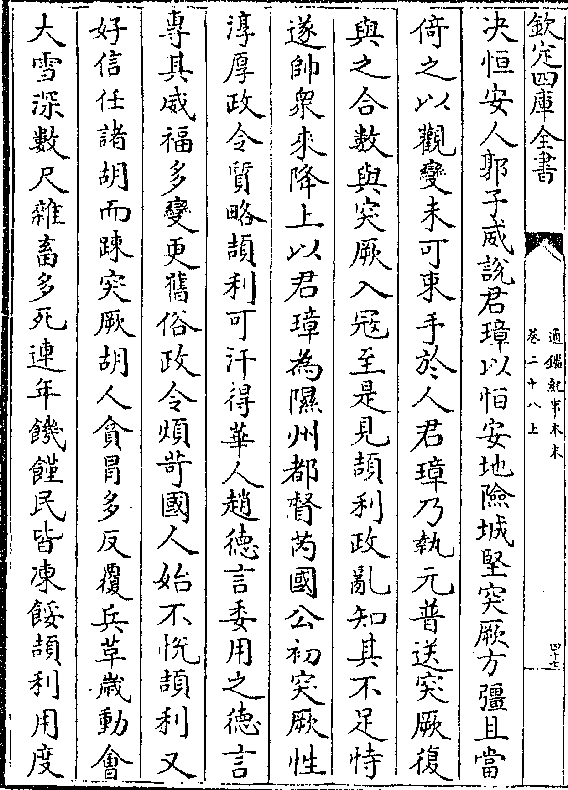 欽定四庫全書
通鑑紀事本末
卷二十八上
四十七
決恒安人郭子威說君璋以恒安地險城堅突厥方彊且當
倚之以觀變未可束手於人君璋乃執元普送突厥復
與之合數與突厥入寇至是見頡利政亂知其不足恃
遂帥衆來降上以君璋為隰州都督芮國公初突厥性
淳厚政令質略頡利可汗得華人趙德言委用之德言
專其威福多變更舊俗政令煩苛國人始不悅頡利又
好信任諸胡而踈突厥胡人貪冒多反覆兵革歲動會
大雪深數尺雜畜多死連年饑饉民皆凍餒頡利用度